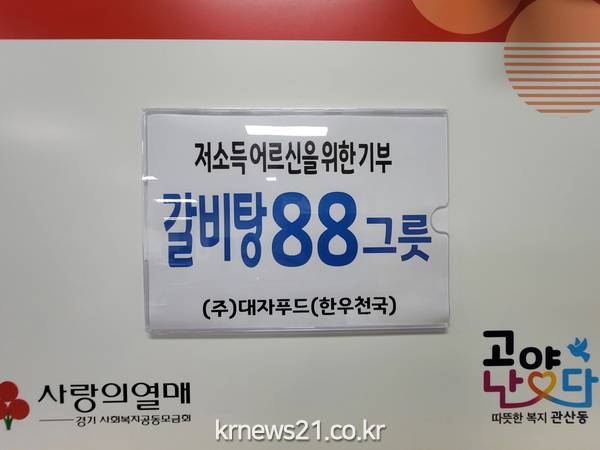 저소득 어르신을 위한 기부
갈비탕 88그릇
(주)대자푸드(한우천국)
사랑의열매
경기 사회복지공동모금회
고야
나다
따뜻한 복지 관산동
krnews21.co.kr